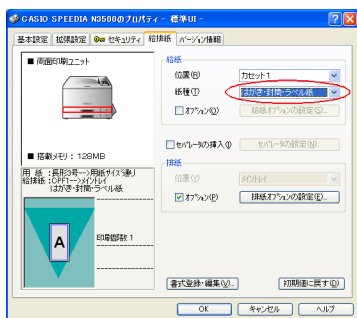 CASIO SPEEDIA N3500のプロパティ - 標準UI -
基本設定 拡張設定 セキュリティ 給排紙 バージョン情報
■ 両面印刷ユニット
■ 搭載メモリ : 128MB
用 紙 :長形3号-->用紙サイズ通り
給排紙 :CPF1-->メイントレイ
はがき・封筒・ラベル紙
A
印刷部数 1
給紙
位置(R) カセット1
紙種(T) はがき・封筒・ラベル紙
オプション(Q) 給紙オプションの設定(S)...
セパレータの挿入(I) セパレータの設定(N)...
排紙
位置(U) メイントレイ
オプション(P) 排紙オプションの設定(E)...
書式登録・編集(V)... 初期値に戻す(D)
OK キャンセル ヘルプ